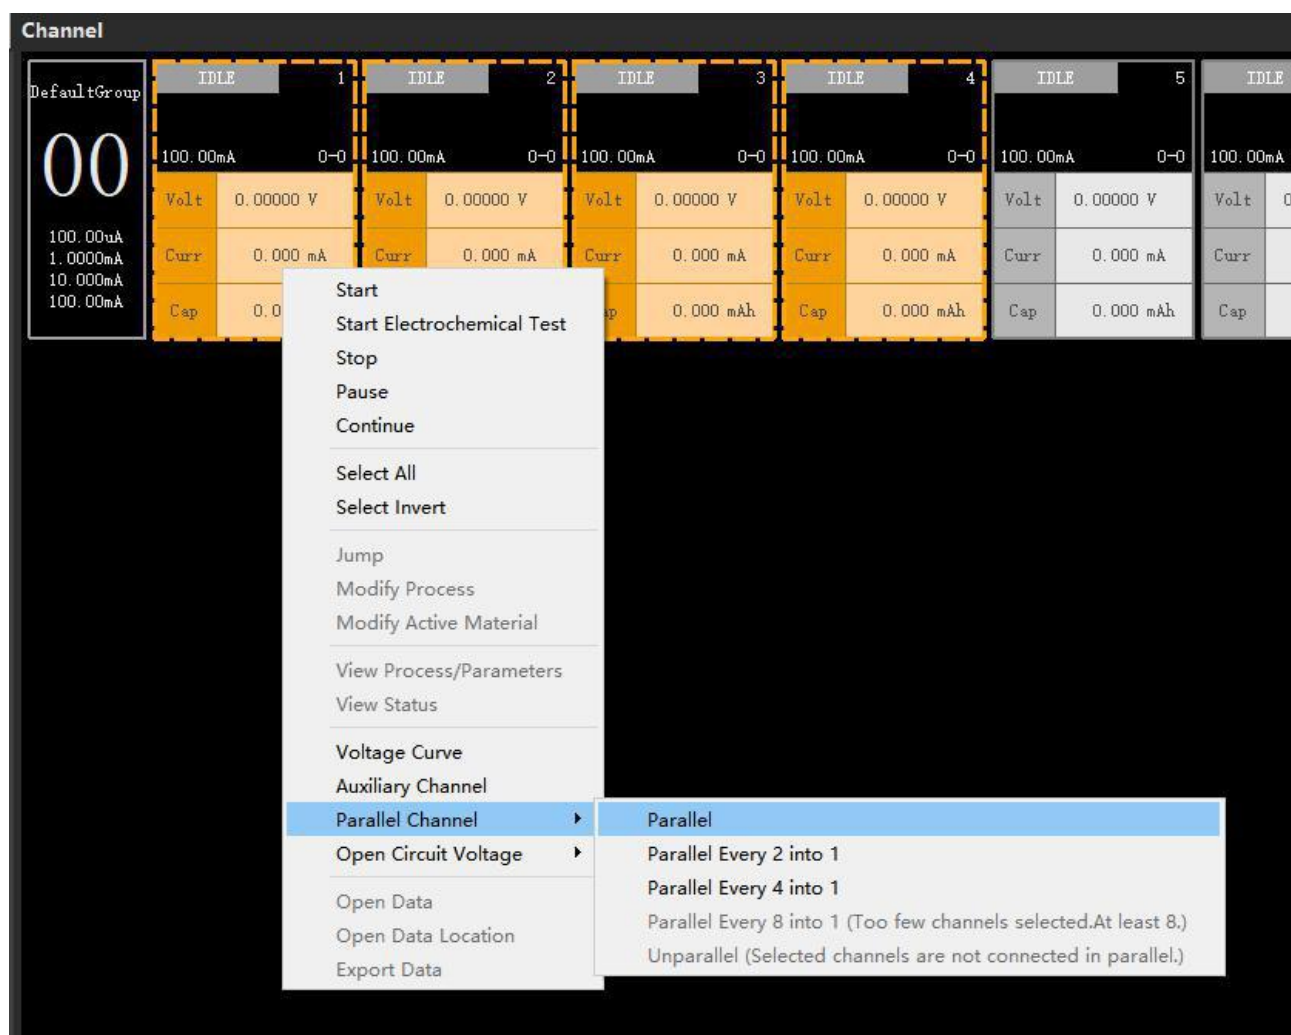 Channel
DefaultGroup
00
100.00uA
1.0000mA
10.000mA
100.00mA
IDLE 1 IDLE 2 IDLE 3 IDLE 4 IDLE 5 IDLE
100.00mA 0-0 100.00mA 0-0 100.00mA 0-0 100.00mA 0-0 100.00mA 0-0 100.00mA
Volt 0.00000 V Volt 0.00000 V Volt 0.00000 V Volt 0.00000 V Volt 0.00000 V Volt 0
Curr 0.000 mA Curr 0.000 mA Curr 0.000 mA Curr 0.000 mA Curr 0.000 mA Curr
Cap 0.0 0.000 mAh Cap 0.000 mAh Cap 0.000 mAh Cap
Start
Start Electrochemical Test
Stop
Pause
Continue
Select All
Select Invert
Jump
Modify Process
Modify Active Material
View Process/Parameters
View Status
Voltage Curve
Auxiliary Channel
Parallel Channel
Open Circuit Voltage
Open Data
Open Data Location
Export Data
Parallel
Parallel Every 2 into 1
Parallel Every 4 into 1
Parallel Every 8 into 1 (Too few channels selected.At least 8.)
Unparallel (Selected channels are not connected in parallel.)